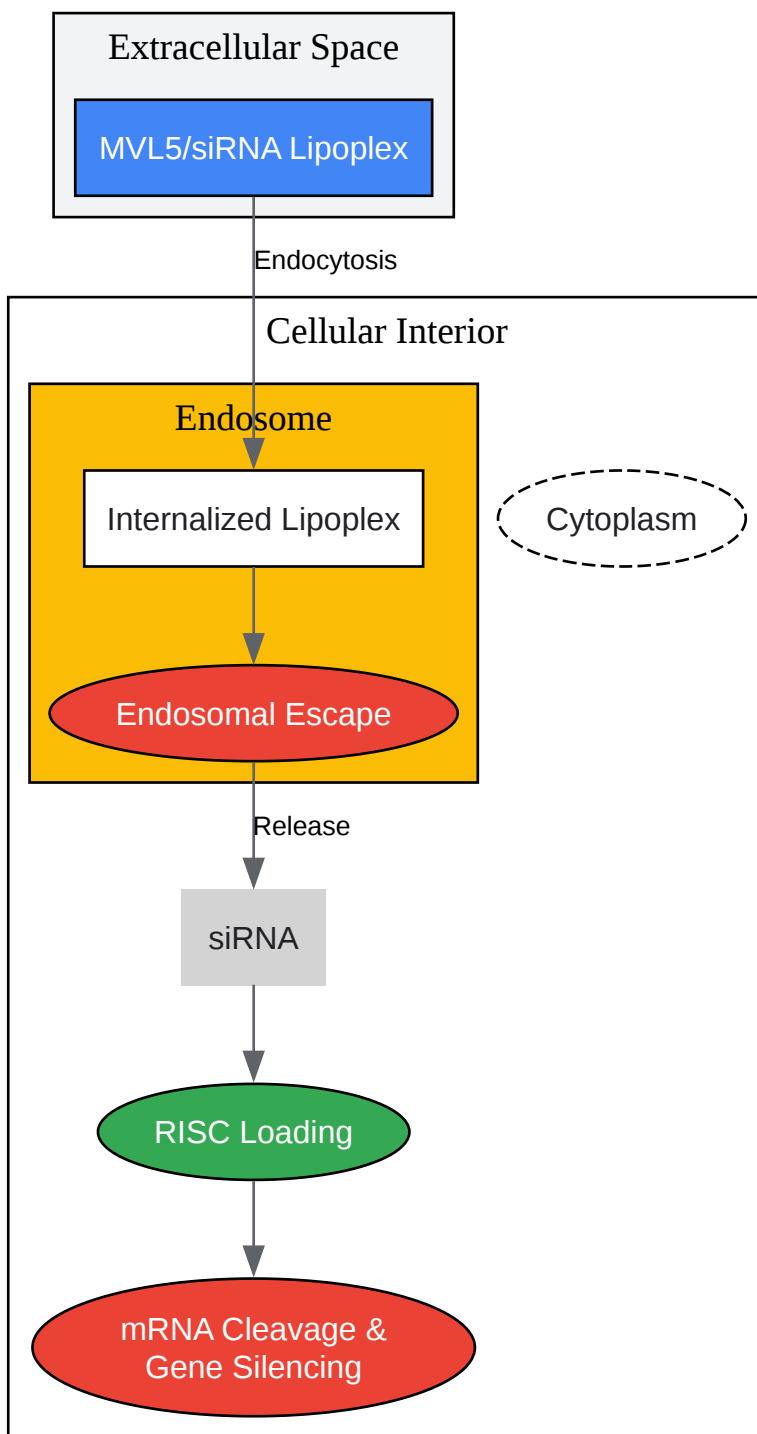 Extracellular Space
MVL5/siRNA Lipoplex
Endocytosis
Cellular Interior
Endosome
Internalized Lipoplex
Cytoplasm
Endosomal Escape
Release
siRNA
RISC Loading
mRNA Cleavage &
Gene Silencing